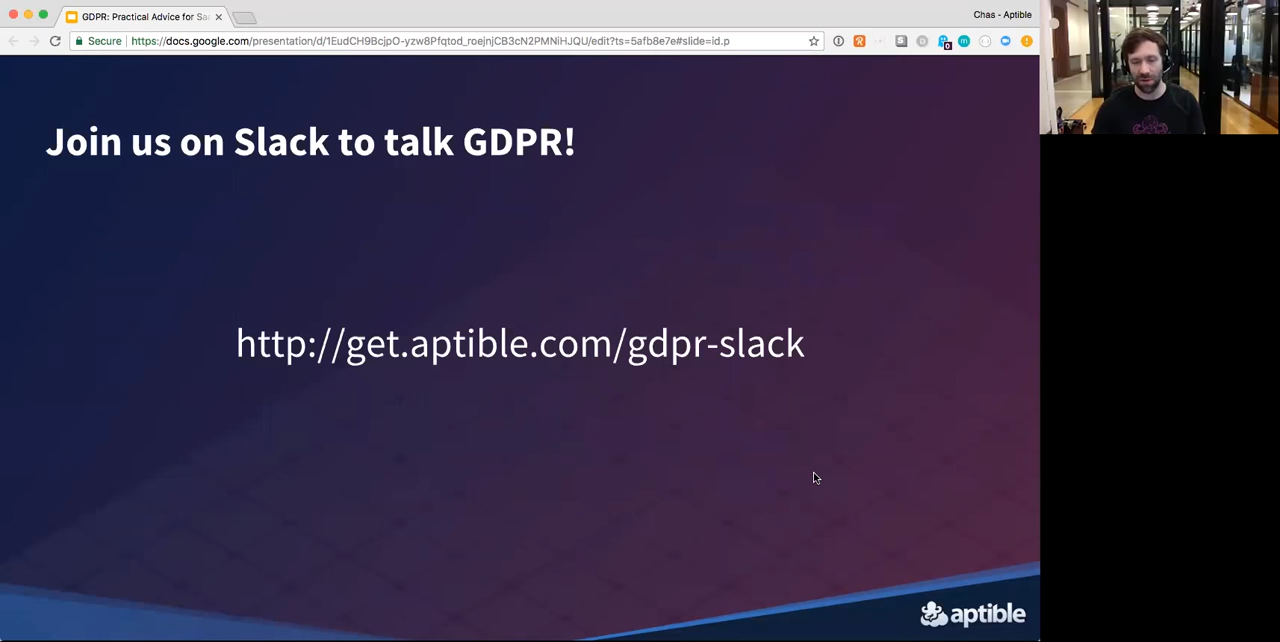 GDPR: Practical Advice for Sa
Chas - Aptible
Secure
https://docs.google.com/presentation/d/1EudCH9BcjpO-yzw8Pfqtod_roejnjCB3cN2PMNiHJQU/edit?ts=5afb8e7e#slide=id.p
Join us on Slack to talk GDPR!
http://get.aptible.com/gdpr-slack
aptible